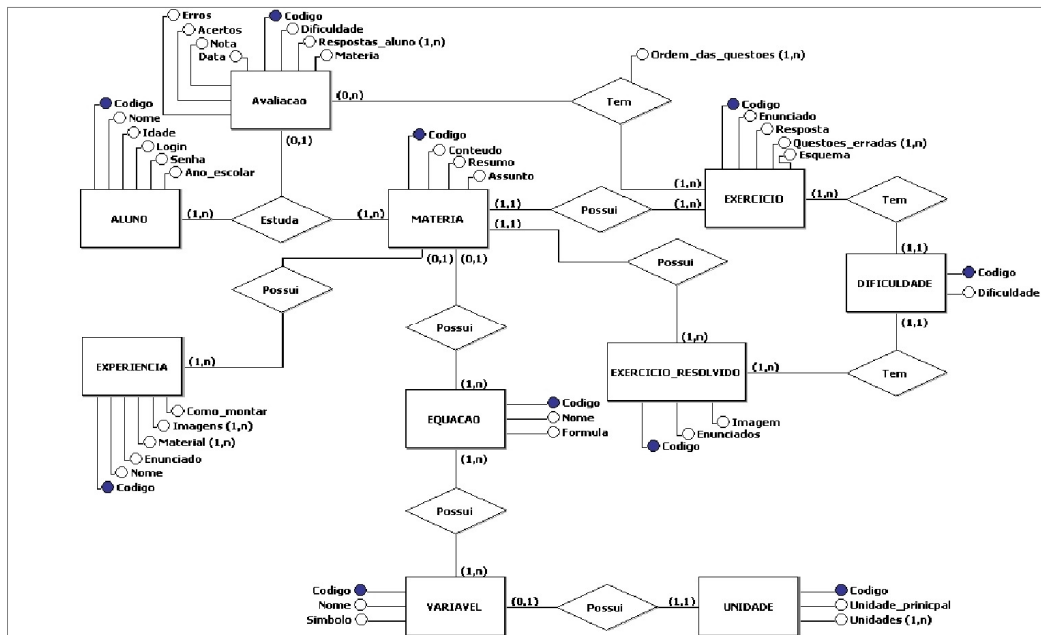 Erros
Acertos
Nota
Data
Codigo
Dificuldade
Respostas_aluno (1,n)
Materia
Avaliacao
(0,n)
(0,1)
Ordem_das_questoes (1,n)
Tem
Codigo
Nome
Idade
Login
Senha
Ano_escolar
ALUNO
(1,n)
Estuda
(1,n)
Codigo
Conteudo
Resumo
Assunto
MATERIA
(1,1)
(1,1)
(0,1)
(0,1)
Possui
(1,n)
(1,n)
Codigo
Enunciado
Resposta
Questoes_erradas (1,n)
Esquema
EXERCICIO
(1,n)
Tem
(1,1)
DIFICULDADE
Codigo
Dificuldade
(1,1)
Tem
Possui
(1,n)
EXERCICIO_RESOLVIDO
(1,n)
Imagem
Enunciados
Codigo
Possui
(1,n)
EXPERIENCIA
Como_montar
Imagens (1,n)
Material (1,n)
Enunciado
Nome
Codigo
Possui
(1,n)
EQUACAO
Codigo
Nome
Formula
(1,n)
Possui
(1,n)
Codigo
Nome
Simbolo
VARIAVEL
(0,1)
Possui
(1,1)
UNIDADE
Codigo
Unidade_prinicpal
Unidades (1,n)